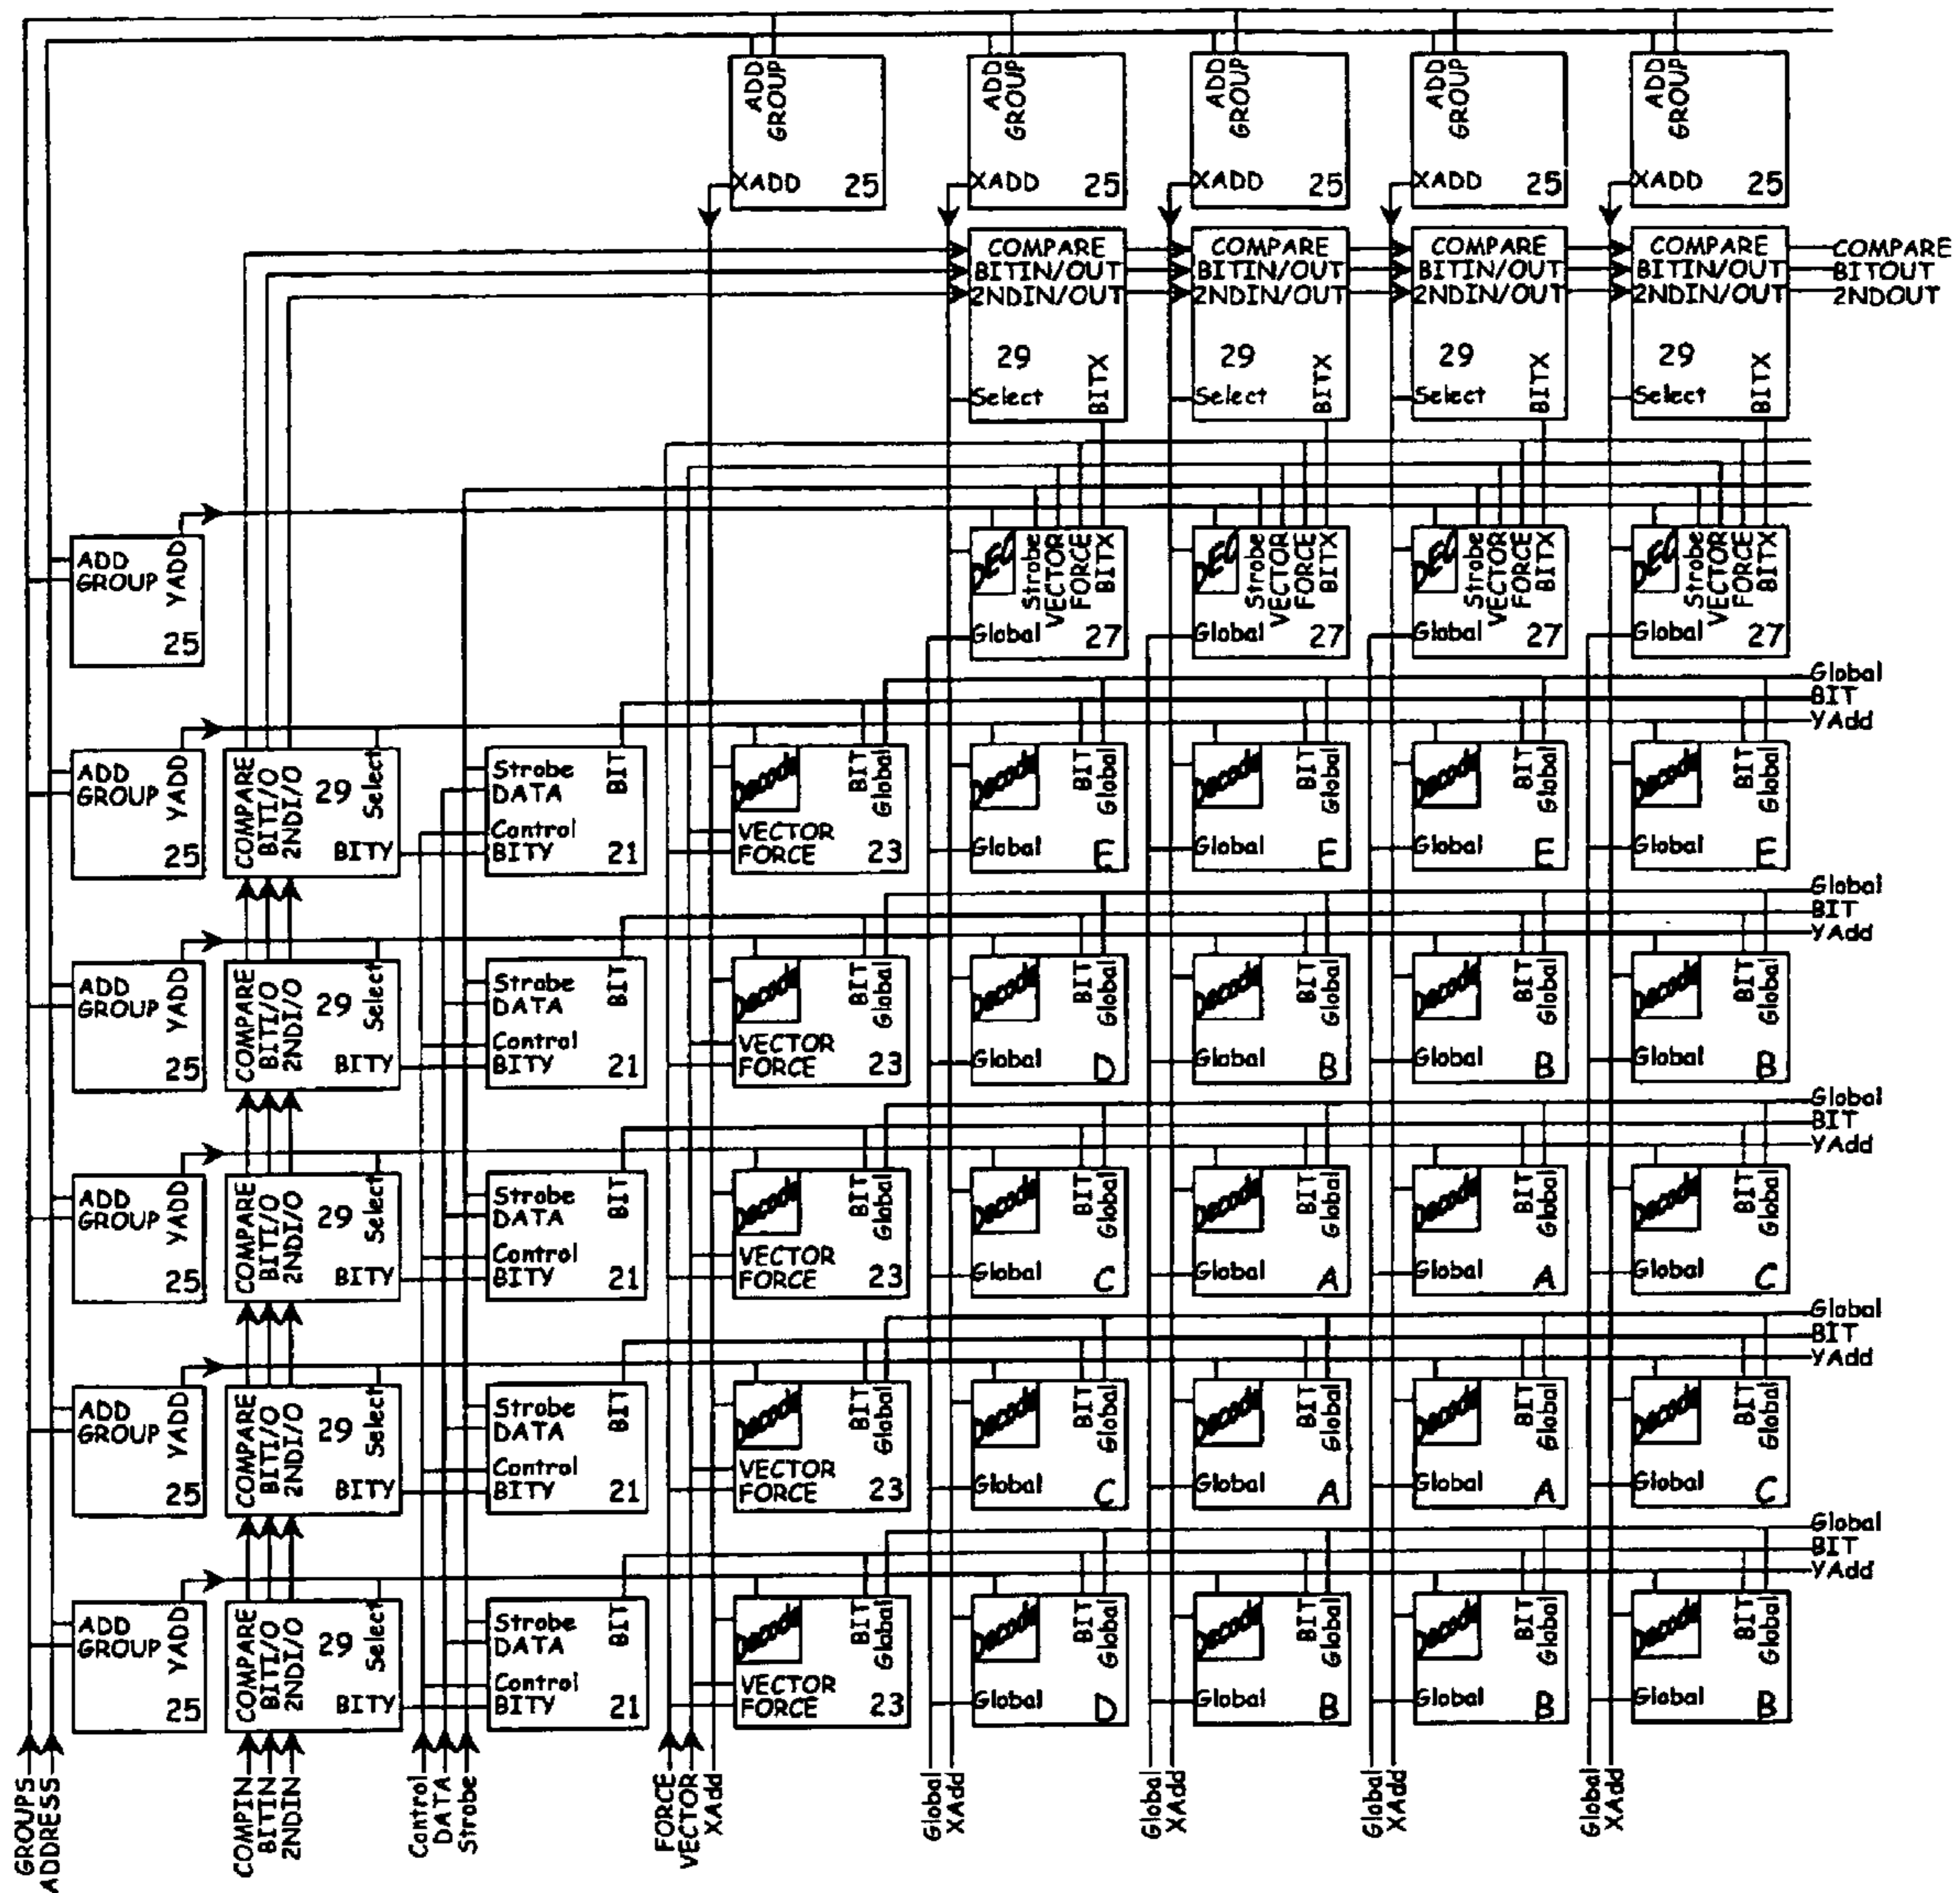 ADD GROUP ADD GROUP ADD GROUP ADD GROUP ADD GROUP
XADD 25 XADD 25 XADD 25 XADD 25 XADD 25
COMPARE COMPARE COMPARE COMPARE COMPARE
BITIN/OUT BITIN/OUT BITIN/OUT BITIN/OUT BITOUT
2NDIN/OUT 2NDIN/OUT 2NDIN/OUT 2NDIN/OUT 2NDOUT
29 29 29 29
Select BITX Select BITX Select BITX Select BITX
ADD GROUP YADD 25
Strobe VECTOR FORCE BITX Strobe VECTOR FORCE BITX Strobe VECTOR FORCE BITX Strobe VECTOR FORCE BITX
Global 27 Global 27 Global 27 Global 27
Global
BIT
YAdd
ADD GROUP YADD 25 COMPARE BITI/O 2NDI/O 29 Select BITY Strobe DATA BIT Control BITY 21 Decode BIT Global VECTOR FORCE 23 Decode BIT Global Global E Decode BIT Global Global E Decode BIT Global Global E Decode BIT Global Global E
Global
BIT
YAdd
ADD GROUP YADD 25 COMPARE BITI/O 2NDI/O 29 Select BITY Strobe DATA BIT Control BITY 21 Decode BIT Global VECTOR FORCE 23 Decode BIT Global Global D Decode BIT Global Global B Decode BIT Global Global B Decode BIT Global Global B
Global
BIT
YAdd
ADD GROUP YADD 25 COMPARE BITI/O 2NDI/O 29 Select BITY Strobe DATA BIT Control BITY 21 Decode BIT Global VECTOR FORCE 23 Decode BIT Global Global C Decode BIT Global Global A Decode BIT Global Global A Decode BIT Global Global C
Global
BIT
YAdd
ADD GROUP YADD 25 COMPARE BITI/O 2NDI/O 29 Select BITY Strobe DATA BIT Control BITY 21 Decode BIT Global VECTOR FORCE 23 Decode BIT Global Global C Decode BIT Global Global A Decode BIT Global Global A Decode BIT Global Global C
Global
BIT
YAdd
ADD GROUP YADD 25 COMPARE BITI/O 2NDI/O 29 Select BITY Strobe DATA BIT Control BITY 21 Decode BIT Global VECTOR FORCE 23 Decode BIT Global Global D Decode BIT Global Global B Decode BIT Global Global B Decode BIT Global Global B
GROUPS
ADDRESS
COMPIN
BITIN
2NDIN
Control
DATA
Strobe
FORCE
VECTOR
XAdd
Global
XAdd
Global
XAdd
Global
XAdd
Global
XAdd